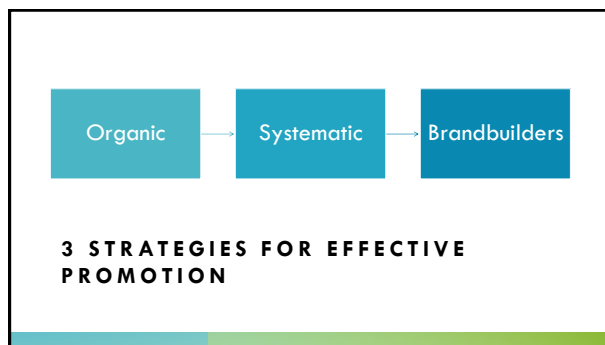 Organic
Systematic
Brandbuilders
3 STRATEGIES FOR EFFECTIVE
PROMOTION